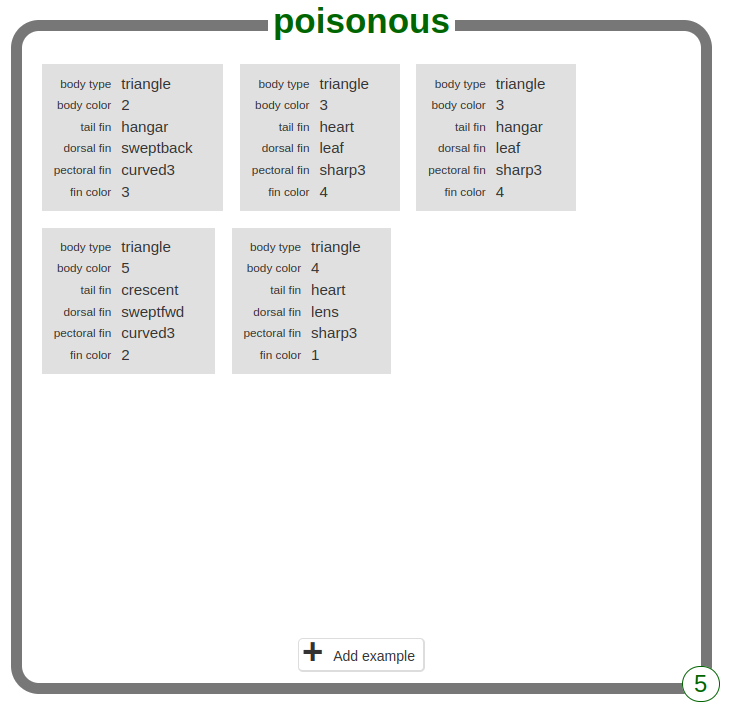 poisonous
body type triangle
body color 2
tail fin hangar
dorsal fin sweptback
pectoral fin curved3
fin color 3
body type triangle
body color 3
tail fin heart
dorsal fin leaf
pectoral fin sharp3
fin color 4
body type triangle
body color 3
tail fin hangar
dorsal fin leaf
pectoral fin sharp3
fin color 4
body type triangle
body color 5
tail fin crescent
dorsal fin sweptfwd
pectoral fin curved3
fin color 2
body type triangle
body color 4
tail fin heart
dorsal fin lens
pectoral fin sharp3
fin color 1
+ Add example
5